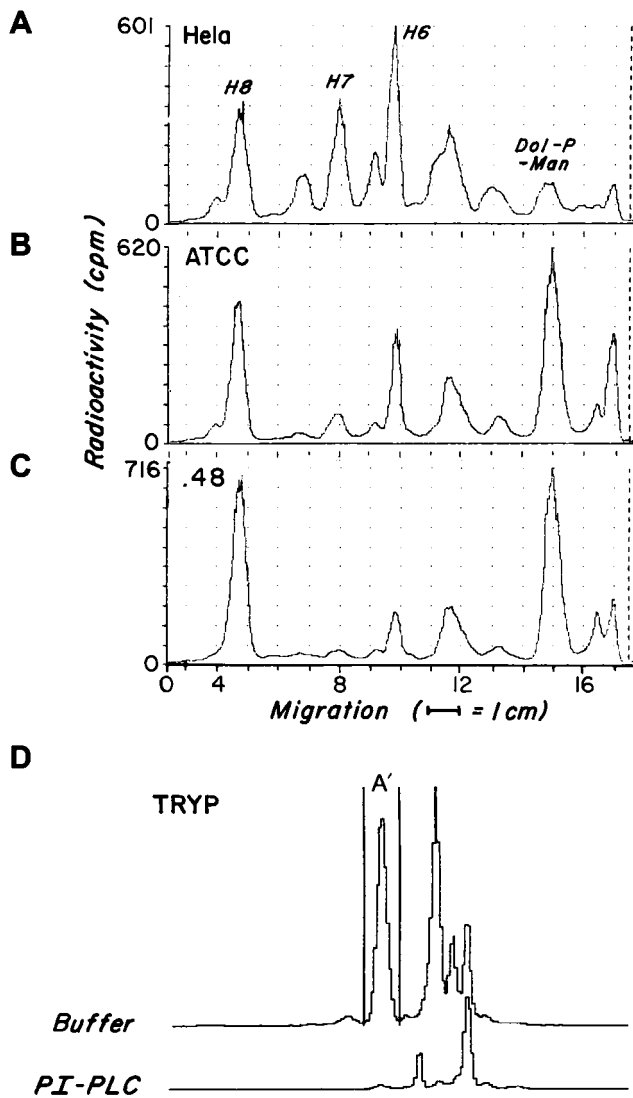 A
Hela
601
H8
H7
H6
Dol-P
-Man
0
B
ATCC
620
0
Radioactivity (cpm)
C
.48
716
0
0 4 8 12 16
Migration (⊢⊣ = 1 cm)
D
TRYP
A′
Buffer
PI-PLC